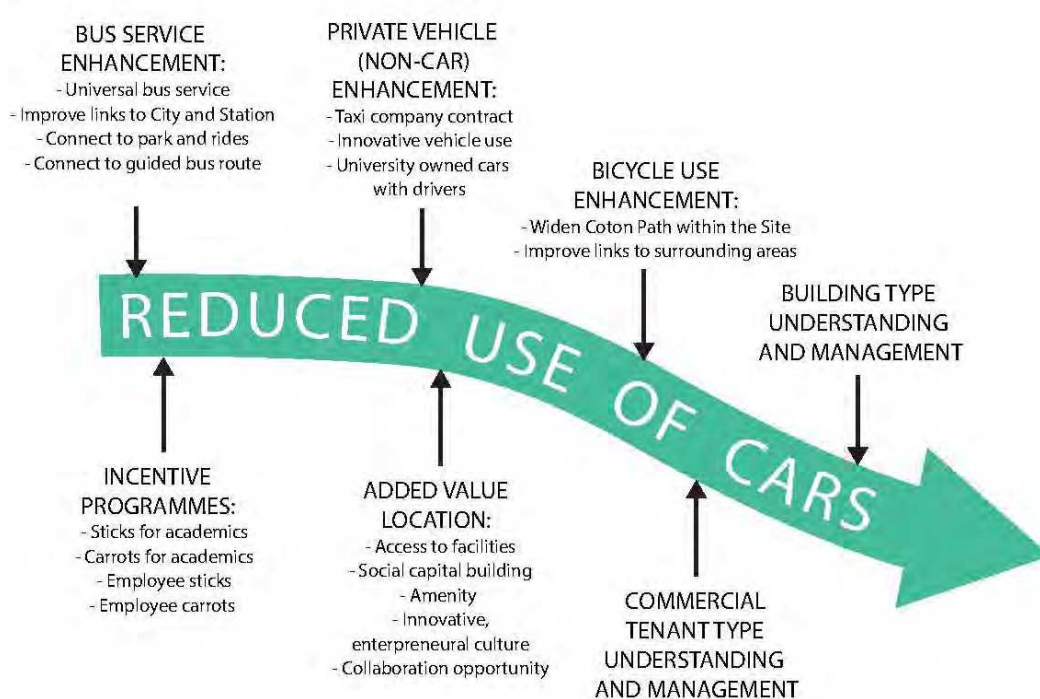 BUS SERVICE
ENHANCEMENT:
- Universal bus service
- Improve links to City and Station
- Connect to park and rides
- Connect to guided bus route
PRIVATE VEHICLE
(NON-CAR)
ENHANCEMENT:
- Taxi company contract
- Innovative vehicle use
- University owned cars
with drivers
BICYCLE USE
ENHANCEMENT:
- Widen Coton Path within the Site
- Improve links to surrounding areas
BUILDING TYPE
UNDERSTANDING
AND MANAGEMENT
REDUCED USE OF CARS
INCENTIVE
PROGRAMMES:
- Sticks for academics
- Carrots for academics
- Employee sticks
- Employee carrots
ADDED VALUE
LOCATION:
- Access to facilities
- Social capital building
- Amenity
- Innovative,
enterpreneural culture
- Collaboration opportunity
COMMERCIAL
TENANT TYPE
UNDERSTANDING
AND MANAGEMENT